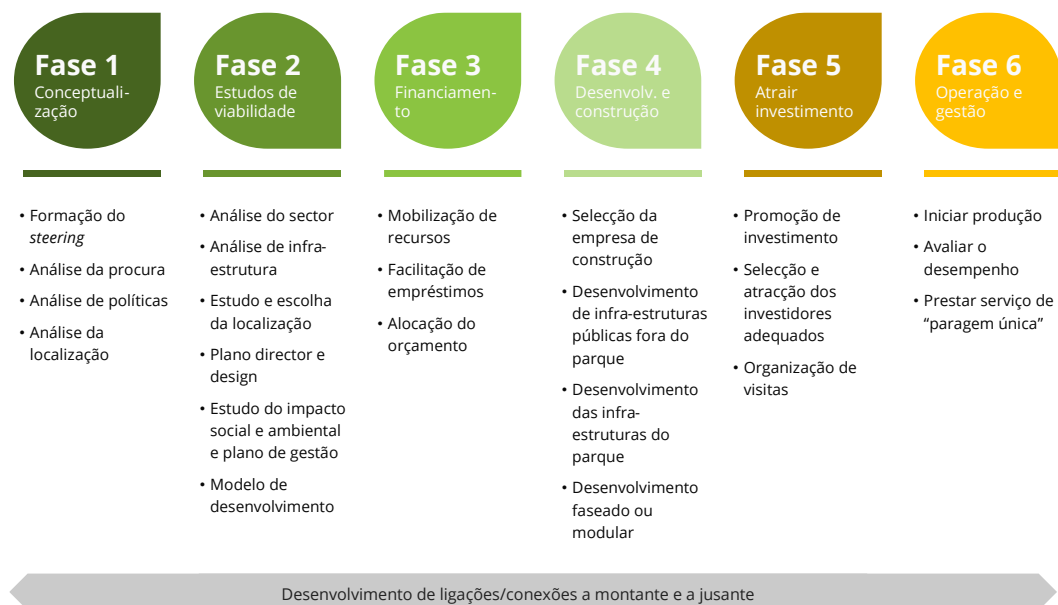 Fase 1
Conceptuali-
zação
Fase 2
Estudos de
viabilidade
Fase 3
Financiamen-
to
Fase 4
Desenvolv. e
construção
Fase 5
Atrair
investimento
Fase 6
Operação e
gestão
• Formação do
steering
• Análise da procura
• Análise de políticas
• Análise da
localização
• Análise do sector
• Análise de infra-
estrutura
• Estudo e escolha
da localização
• Plano director e
design
• Estudo do impacto
social e ambiental
e plano de gestão
• Modelo de
desenvolvimento
• Mobilização de
recursos
• Facilitação de
empréstimos
• Alocação do
orçamento
• Selecção da
empresa de
construção
• Desenvolvimento
de infra-estruturas
públicas fora do
parque
• Desenvolvimento
das infra-
estruturas do
parque
• Desenvolvimento
faseado ou
modular
• Promoção de
investimento
• Selecção e
atracção dos
investidores
adequados
• Organização de
visitas
• Iniciar produção
• Avaliar o
desempenho
• Prestar serviço de
“paragem única”
Desenvolvimento de ligações/conexões a montante e a jusante